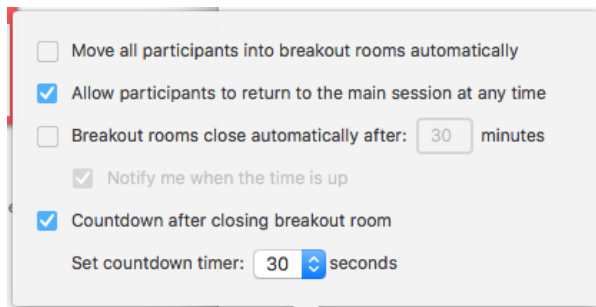 Move all participants into breakout rooms automatically
Allow participants to return to the main session at any time
Breakout rooms close automatically after: 30 minutes
Notify me when the time is up
Countdown after closing breakout room
Set countdown timer: 30 seconds